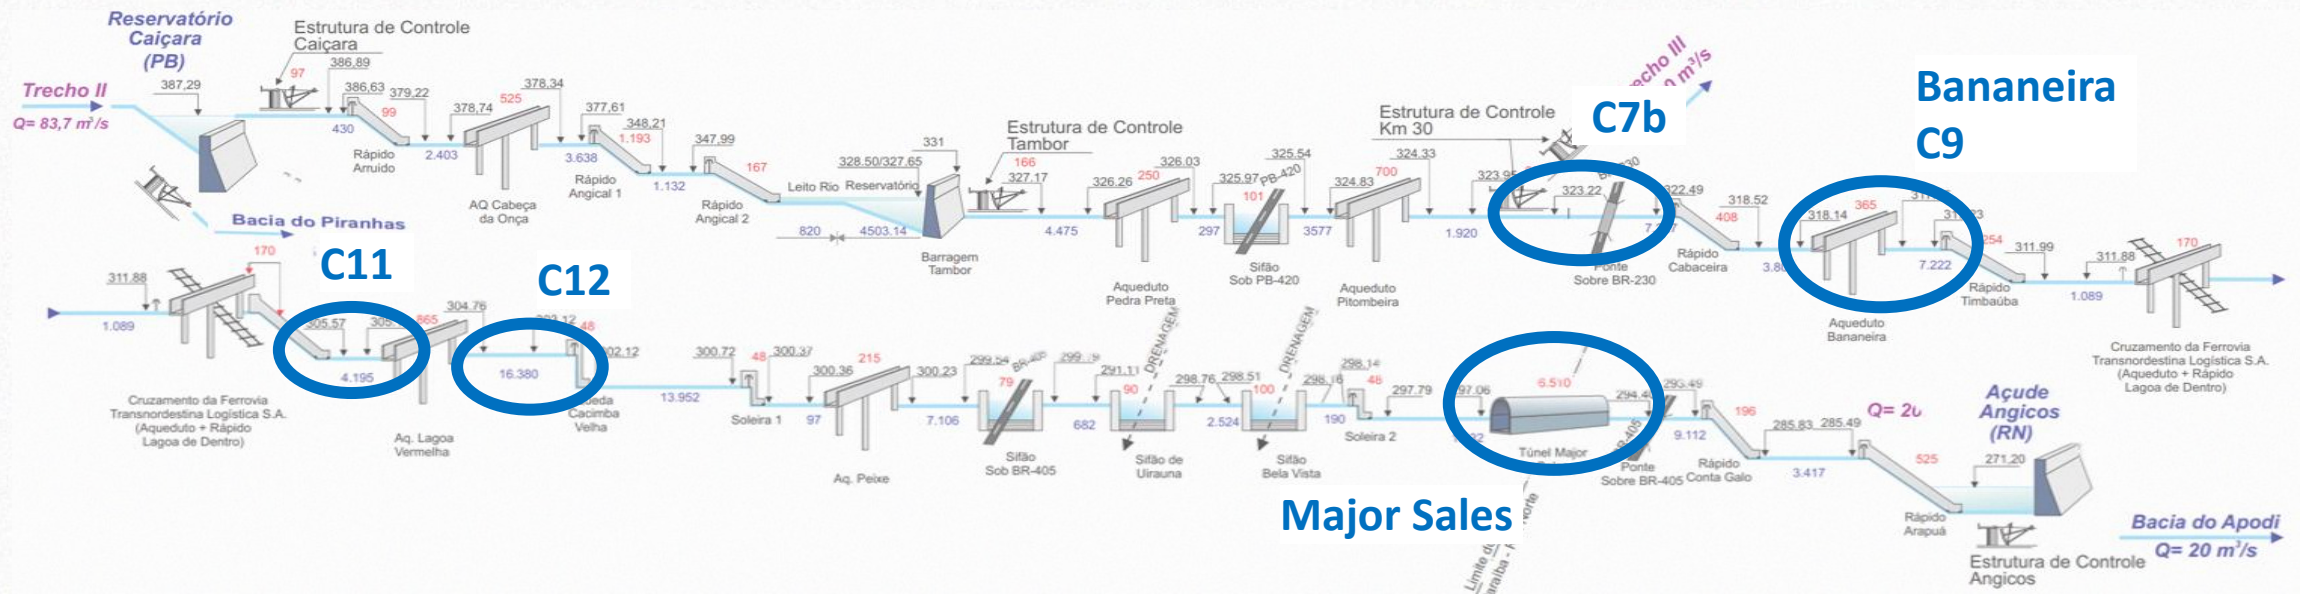 Reservatório
Caiçara
(PB)
Estrutura de Controle
Caiçara
Trecho II
Q= 83,7 m³/s
387,29
97
386,89
386,63
430
99
Rápido
Arruido
379,22
2.403
378,74
525
378,34
AQ Cabeça
da Onça
377,61
3.638
1.193
348,21
Rápido
Angical 1
1.132
347,99
167
Rápido
Angical 2
Leito Rio
Reservatório
328.50/327.65
331
820
4503.14
Barragem
Tambor
Estrutura de Controle
Tambor
166
327.17
4.475
326.26
250
326.03
Aqueduto
Pedra Preta
325.97
297
PB-420
101
325.54
Sifão
Sob PB-420
3577
324.83
700
324.33
Aqueduto
Pitombeira
Estrutura de Controle
Km 30
1.920
323.22
C7b
Ponte
Sobre BR-230
322.49
408
Rápido
Cabaceira
318.52
318.14
365
Bananeira
C9
Aqueduto
Bananeira
7.222
Rápido
Timbaúba
311.99
1.089
311.88
170
Cruzamento da Ferrovia
Transnordestina Logística S.A.
(Aqueduto + Rápido
Lagoa de Dentro)
Bacia do Piranhas
311.88
1.089
170
Cruzamento da Ferrovia
Transnordestina Logística S.A.
(Aqueduto + Rápido
Lagoa de Dentro)
C11
305.57
4.195
865
Aq. Lagoa
Vermelha
304.76
C12
16.380
48
Cacimba
Velha
13.952
300.72
48
300.37
Soleira 1
97
300.36
215
300.23
Aq. Peixe
7.106
299.54
79
BR-405
Sifão
Sob BR-405
682
291.11
90
DRENAGEM
Sifão de
Uirauna
298.76
298.51
2.524
100
DRENAGEM
Sifão
Bela Vista
190
48
Soleira 2
297.79
6.510
Túnel Major
Major Sales
Ponte
Sobre BR-405
9.112
196
Rápido
Conta Galo
285.83
285.49
3.417
525
Rápido
Arapuá
Açude
Angicos
(RN)
271,20
Estrutura de Controle
Angicos
Bacia do Apodi
Q= 20 m³/s